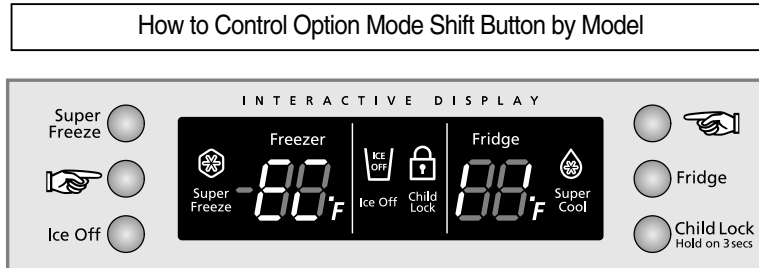 How to Control Option Mode Shift Button by Model
INTERACTIVE DISPLAY
Super
Freeze
Ice Off
Freezer
Super
Freeze
°F
ICE
OFF
Ice Off
Child
Lock
Fridge
°F
Super
Cool
Fridge
Child Lock
Hold on 3 secs